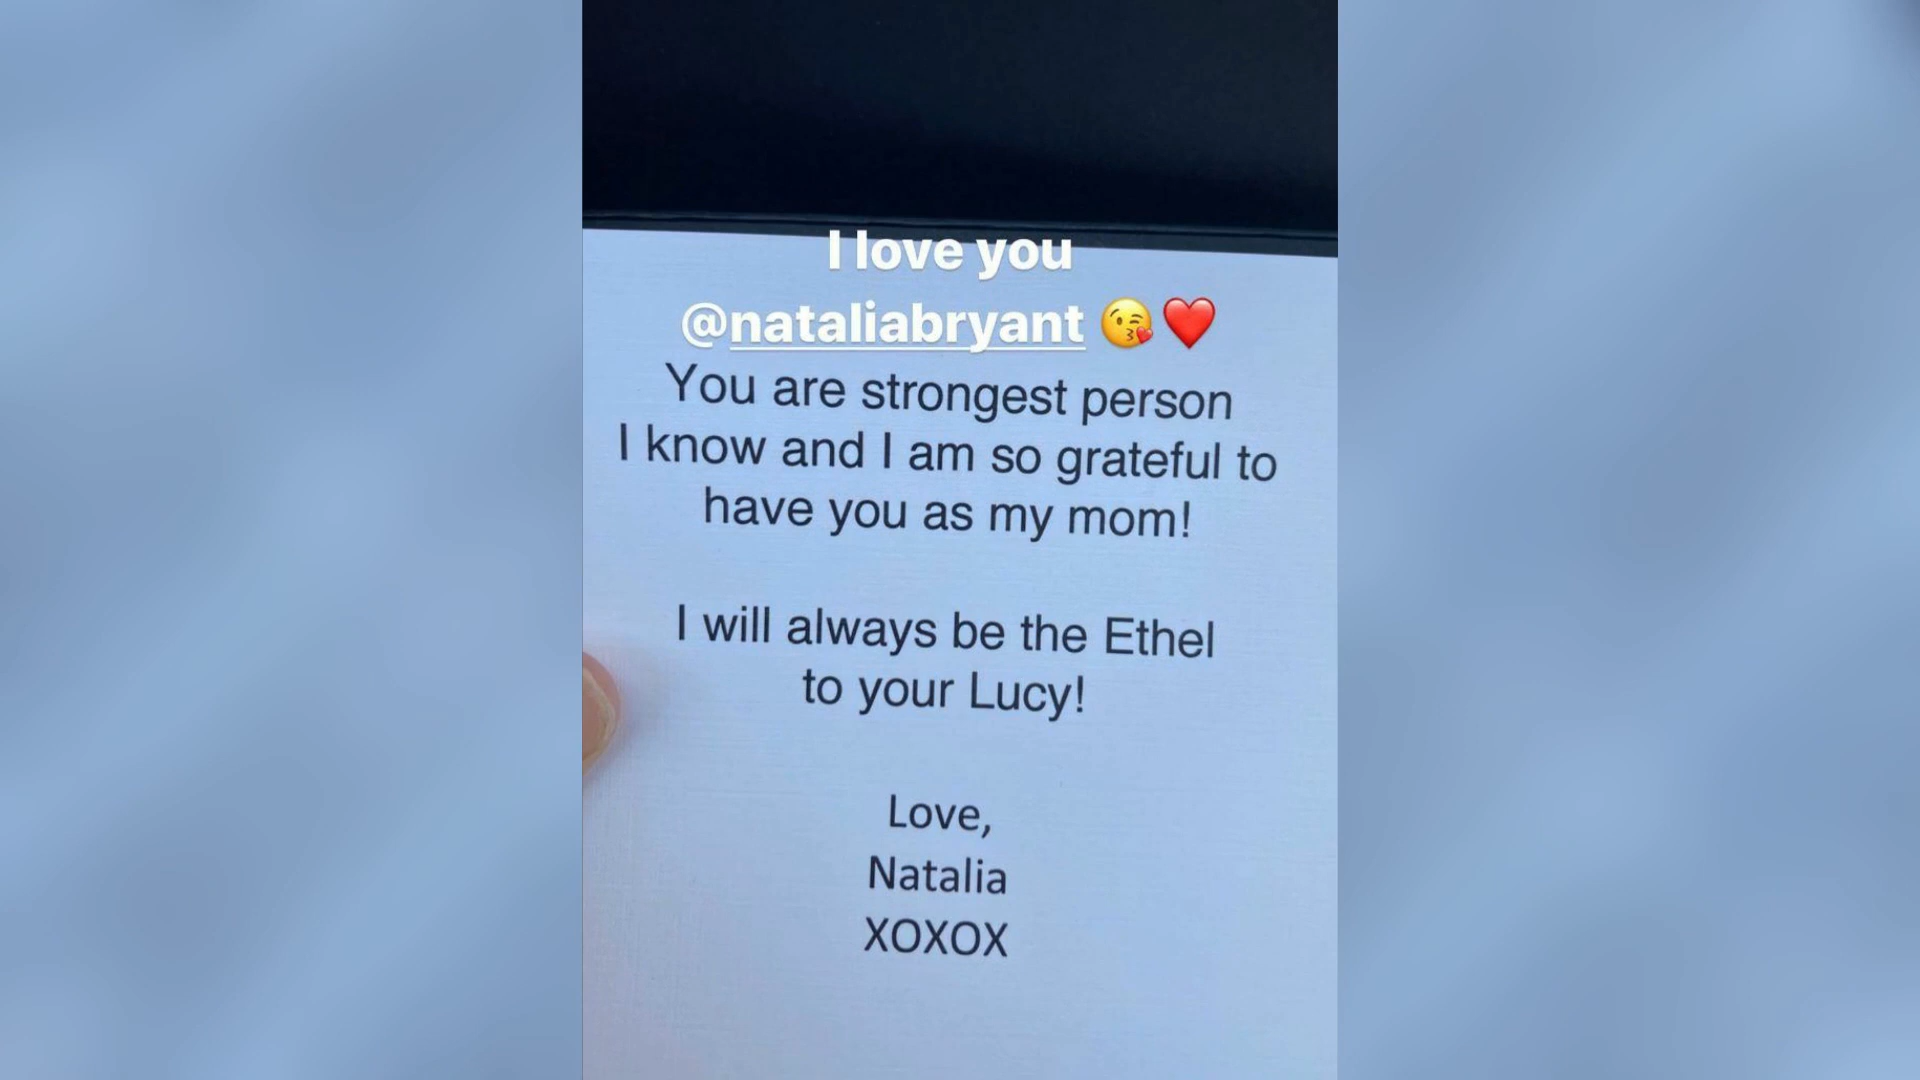 I love you
@nataliabryant 😘❤️
You are strongest person
I know and I am so grateful to
have you as my mom!
I will always be the Ethel
to your Lucy!
Love,
Natalia
XOXOX